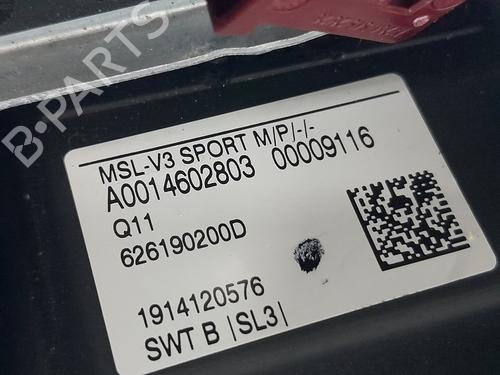 B-PARTS
MSL-V3 SPORT M/P/-/-
A0014602803 00009116
Q11
626190200D
1914120576
SWT B |SL3|